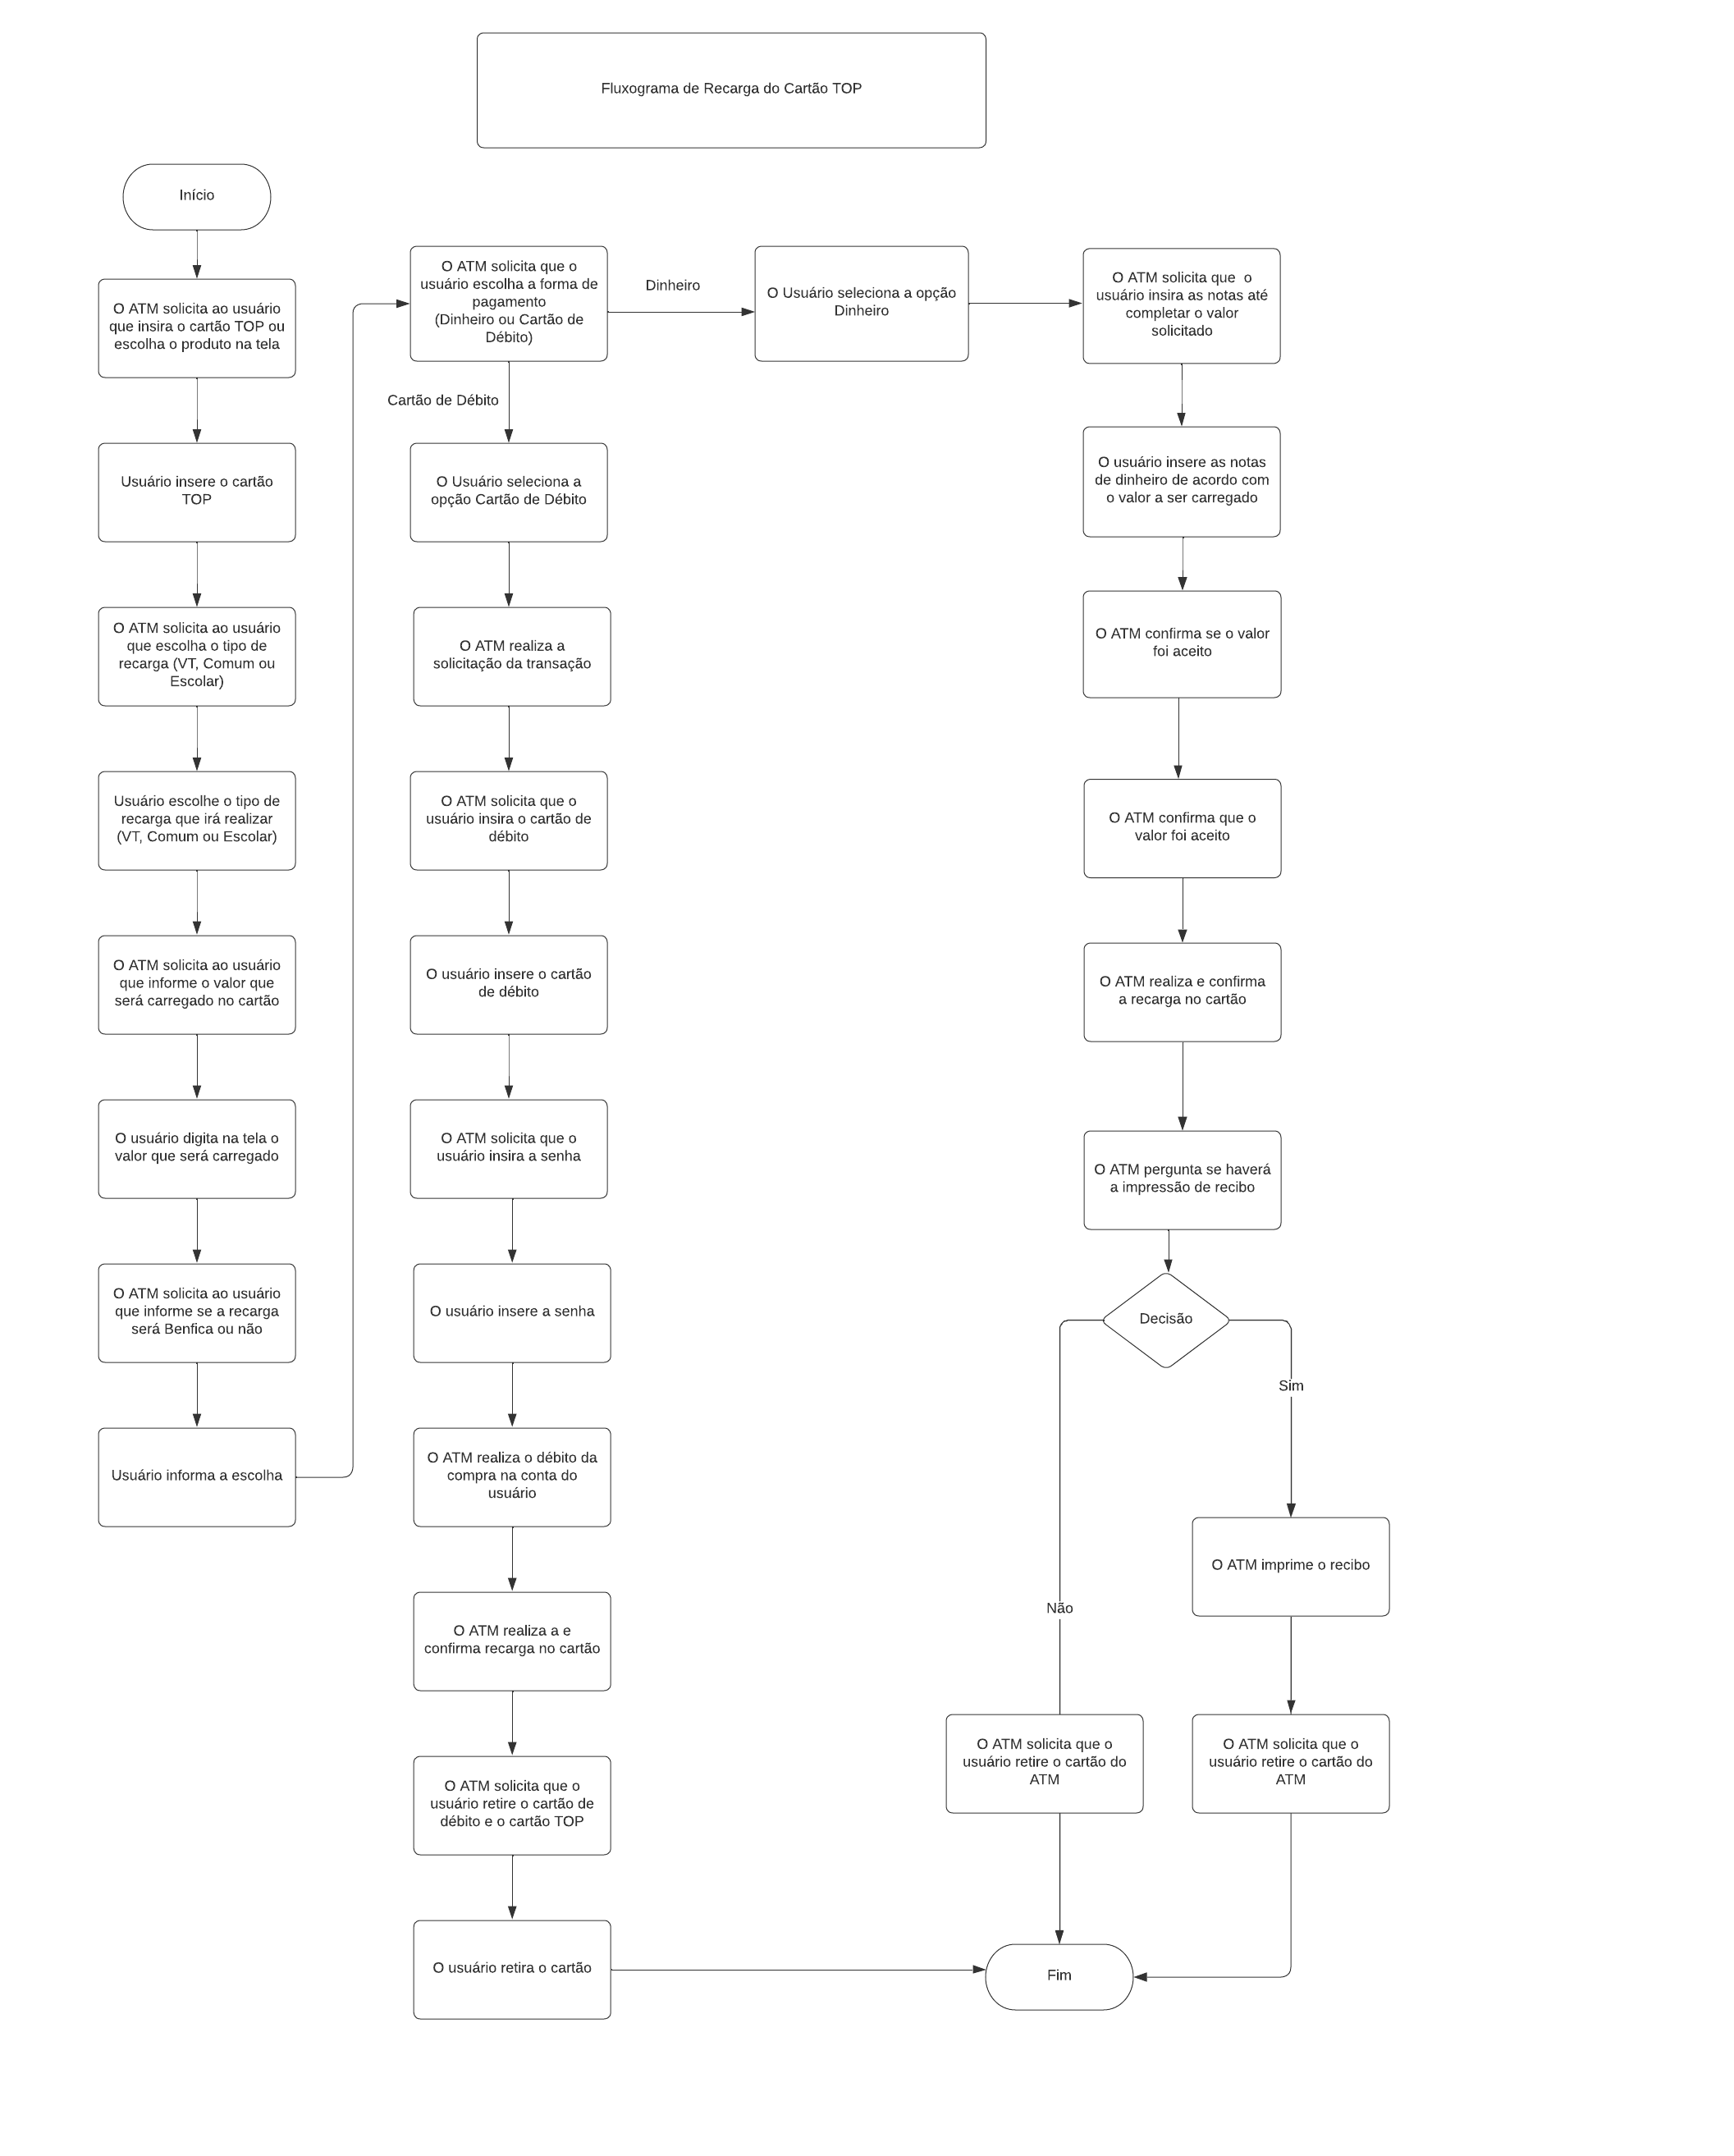 Fluxograma de Recarga do Cartão TOP
Início
O ATM solicita ao usuário
que insira o cartão TOP ou
escolha o produto na tela
Usuário insere o cartão
TOP
O ATM solicita ao usuário
que escolha o tipo de
recarga (VT, Comum ou
Escolar)
Usuário escolhe o tipo de
recarga que irá realizar
(VT, Comum ou Escolar)
O ATM solicita ao usuário
que informe o valor que
será carregado no cartão
O usuário digita na tela o
valor que será carregado
O ATM solicita ao usuário
que informe se a recarga
será Benfica ou não
Usuário informa a escolha
O ATM solicita que o
usuário escolha a forma de
pagamento
(Dinheiro ou Cartão de
Débito)
Cartão de Débito
O Usuário seleciona a
opção Cartão de Débito
O ATM realiza a
solicitação da transação
O ATM solicita que o
usuário insira o cartão de
débito
O usuário insere o cartão
de débito
O ATM solicita que o
usuário insira a senha
O usuário insere a senha
O ATM realiza o débito da
compra na conta do
usuário
O ATM realiza a e
confirma recarga no cartão
O ATM solicita que o
usuário retire o cartão de
débito e o cartão TOP
O usuário retira o cartão
Dinheiro
O Usuário seleciona a opção
Dinheiro
O ATM solicita que  o
usuário insira as notas até
completar o valor
solicitado
O usuário insere as notas
de dinheiro de acordo com
o valor a ser carregado
O ATM confirma se o valor
foi aceito
O ATM confirma que o
valor foi aceito
O ATM realiza e confirma
a recarga no cartão
O ATM pergunta se haverá
a impressão de recibo
Decisão
Sim
O ATM imprime o recibo
O ATM solicita que o
usuário retire o cartão do
ATM
Não
O ATM solicita que o
usuário retire o cartão do
ATM
Fim